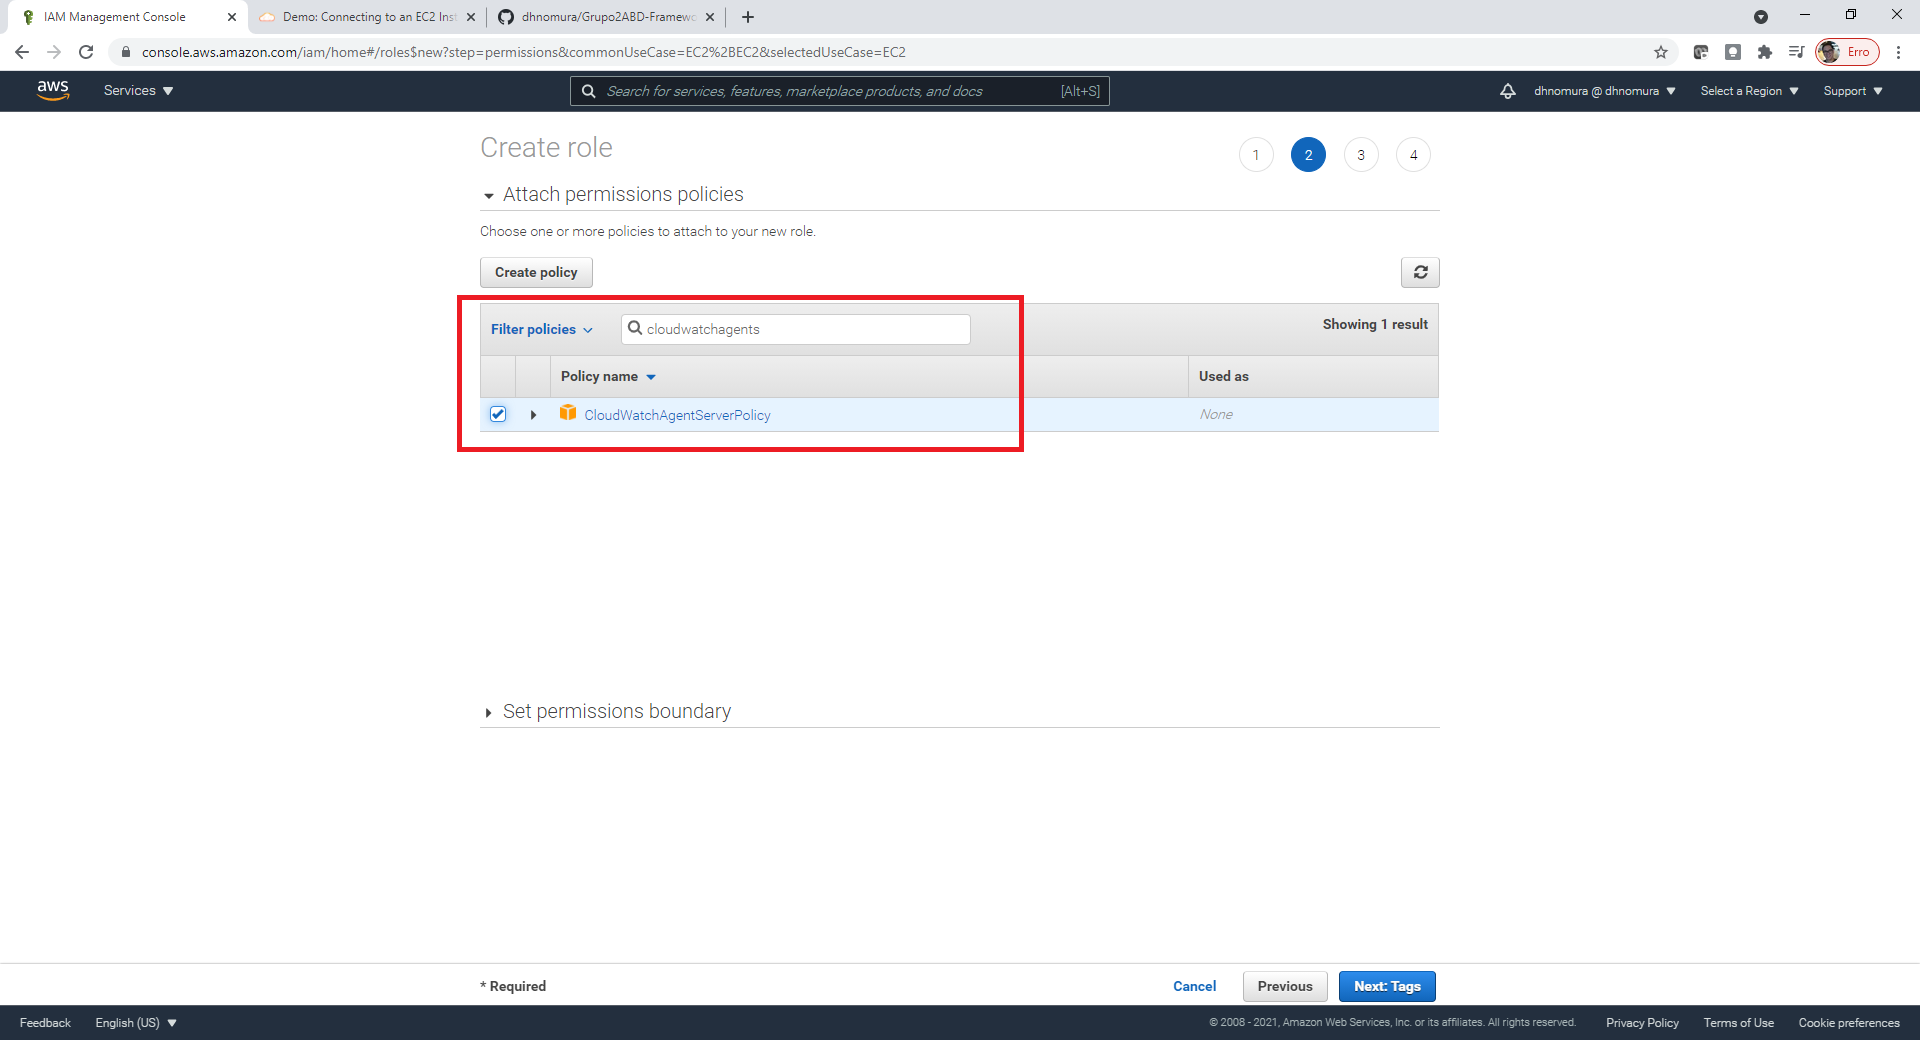 IAM Management Console
Demo: Connecting to an EC2 Inst
dhnomura/Grupo2ABD-Framewo
console.aws.amazon.com/iam/home#/roles$new?step=permissions&commonUseCase=EC2%2BEC2&selectedUseCase=EC2
Erro
aws
Services
Search for services, features, marketplace products, and docs
[Alt+S]
dhnomura @ dhnomura
Select a Region
Support
Create role
1
2
3
4
Attach permissions policies
Choose one or more policies to attach to your new role.
Create policy
Filter policies
cloudwatchagents
Showing 1 result
Policy name
Used as
CloudWatchAgentServerPolicy
None
Set permissions boundary
* Required
Cancel
Previous
Next: Tags
Feedback
English (US)
© 2008 - 2021, Amazon Web Services, Inc. or its affiliates. All rights reserved.
Privacy Policy
Terms of Use
Cookie preferences